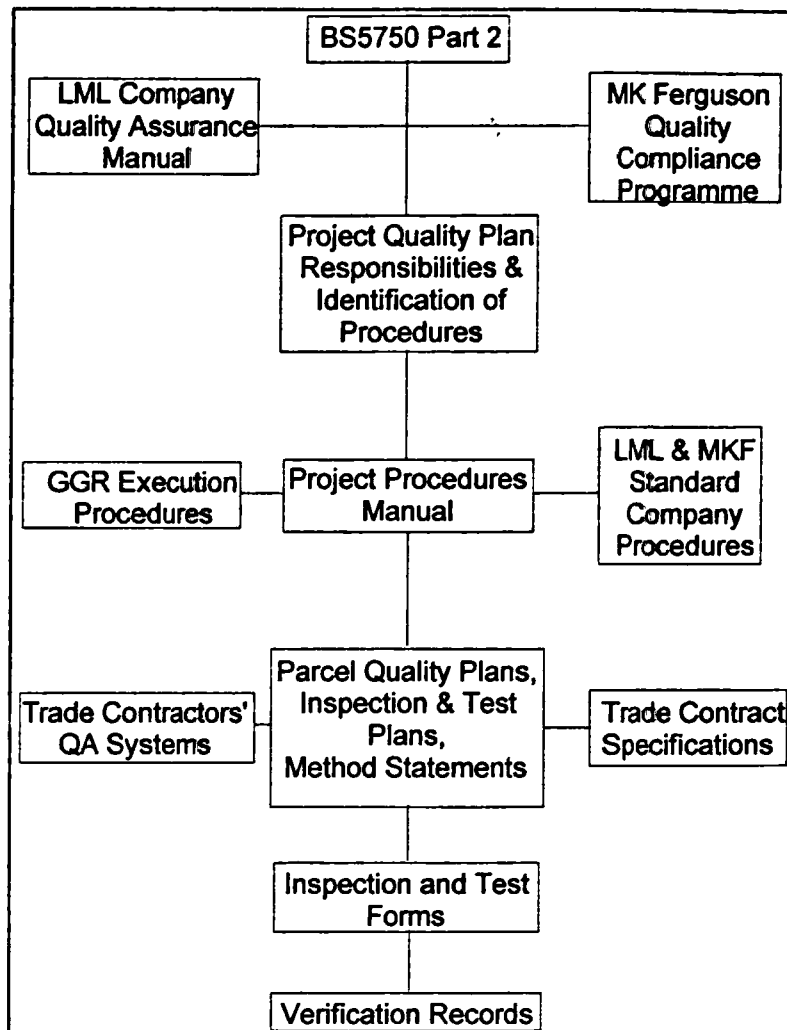 BS5750 Part 2
LML Company
Quality Assurance
Manual
MK Ferguson
Quality
Compliance
Programme
Project Quality Plan
Responsibilities &
Identification of
Procedures
GGR Execution
Procedures
Project Procedures
Manual
LML & MKF
Standard
Company
Procedures
Trade Contractors'
QA Systems
Parcel Quality Plans,
Inspection & Test
Plans,
Method Statements
Trade Contract
Specifications
Inspection and Test
Forms
Verification Records